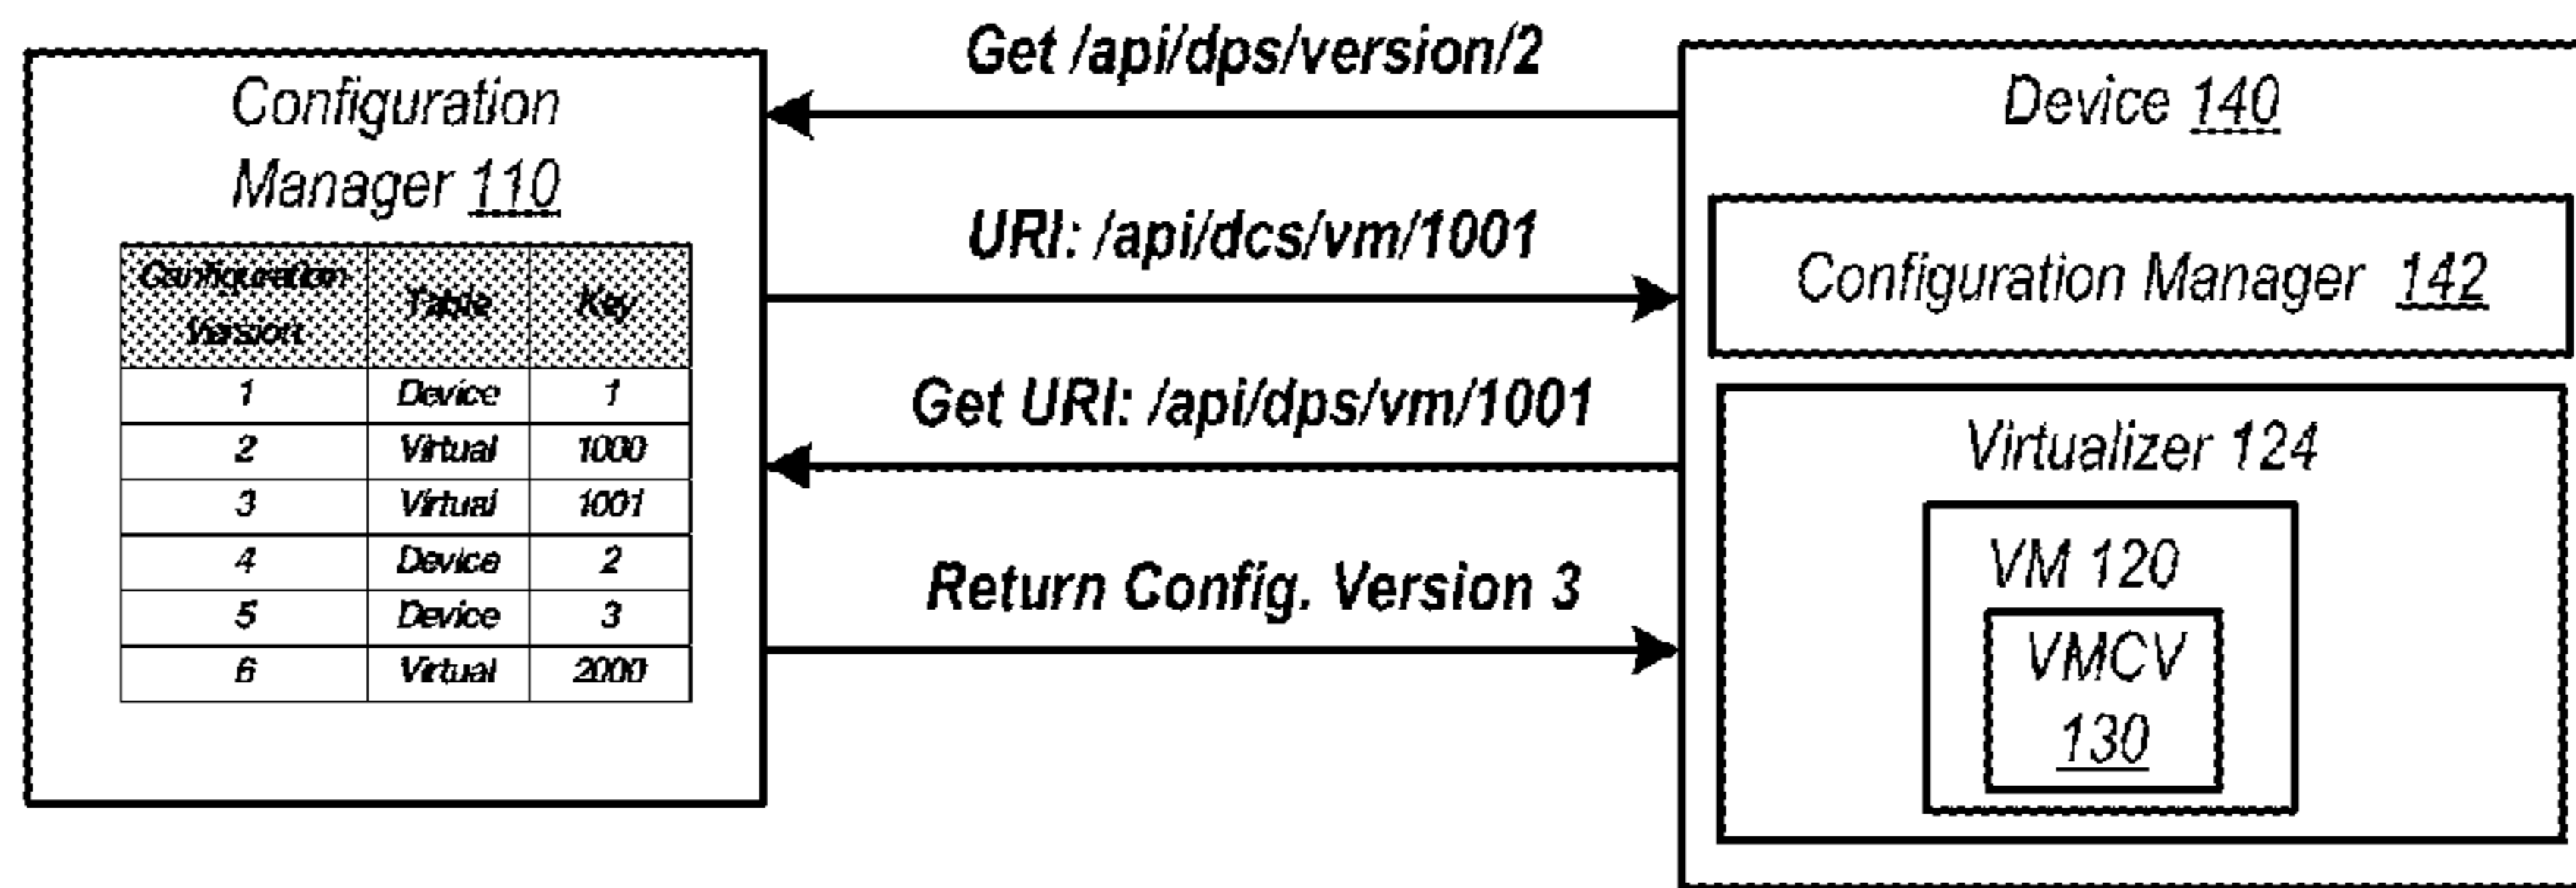 Configuration
Manager 110
Configuration Version Table Key
1 Device 1
2 Virtual 1000
3 Virtual 1001
4 Device 2
5 Device 3
6 Virtual 2000
Get /api/dps/version/2
URI: /api/dcs/vm/1001
Get URI: /api/dps/vm/1001
Return Config. Version 3
Device 140
Configuration Manager 142
Virtualizer 124
VM 120
VMCV
130